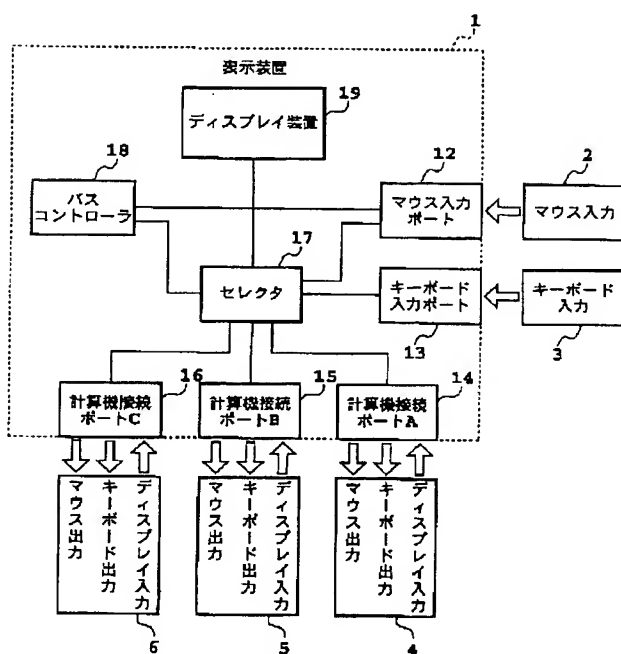 1
表示装置
19
ディスプレイ装置
18
バス
コントローラ
12
マウス入力
ポート
2
マウス入力
17
セレクタ
キーボード
入力ポート
13
キーボード
入力
3
16
計算機接続
ポートC
15
計算機接続
ポートB
14
計算機接続
ポートA
マウス出力
キーボード出力
ディスプレイ入力
6
マウス出力
キーボード出力
ディスプレイ入力
5
マウス出力
キーボード出力
ディスプレイ入力
4